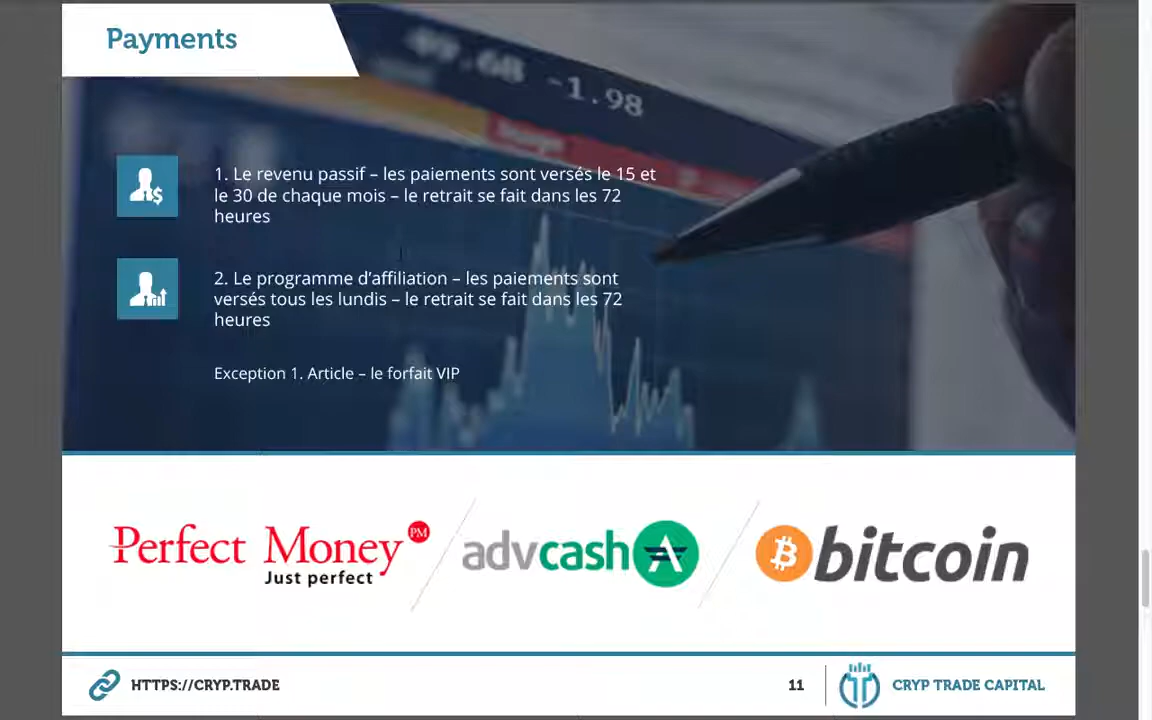 Payments
49.68 -1.98
1. Le revenu passif – les paiements sont versés le 15 et
le 30 de chaque mois – le retrait se fait dans les 72
heures
2. Le programme d’affiliation – les paiements sont
versés tous les lundis – le retrait se fait dans les 72
heures
Exception 1. Article – le forfait VIP
Perfect Money PM
Just perfect
advcash
bitcoin
HTTPS://CRYP.TRADE
11
CRYP TRADE CAPITAL